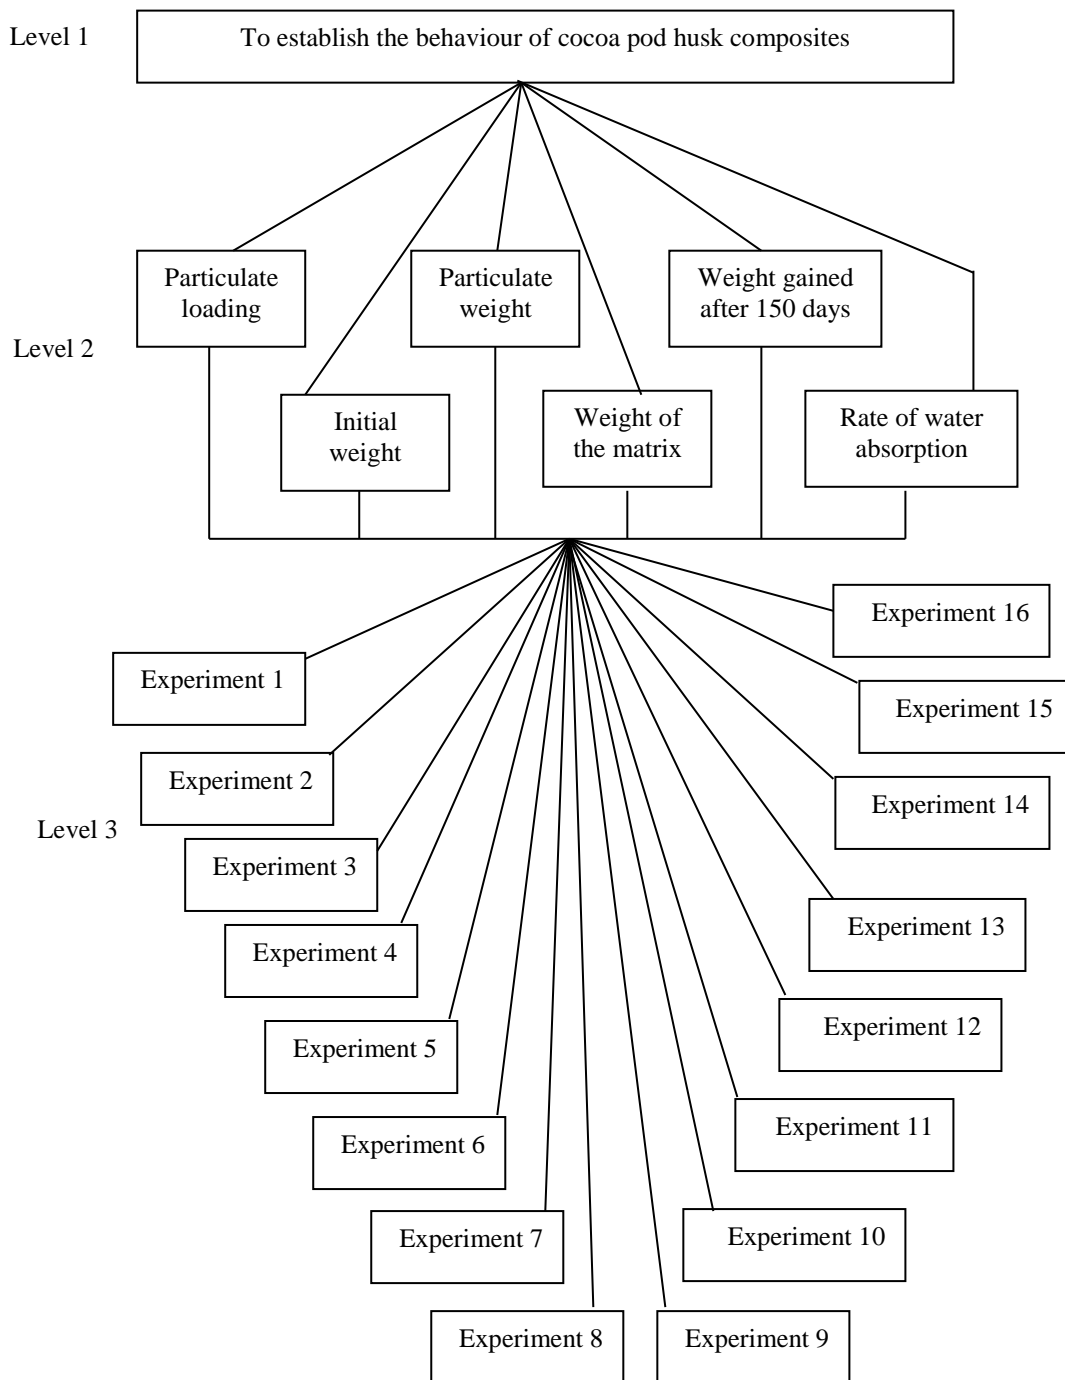 Level 1
To establish the behaviour of cocoa pod husk composites
Particulate
loading
Particulate
weight
Weight gained
after 150 days
Level 2
Initial
weight
Weight of
the matrix
Rate of water
absorption
Experiment 16
Experiment 1
Experiment 15
Experiment 2
Experiment 14
Level 3
Experiment 3
Experiment 13
Experiment 4
Experiment 12
Experiment 5
Experiment 11
Experiment 6
Experiment 10
Experiment 7
Experiment 8
Experiment 9